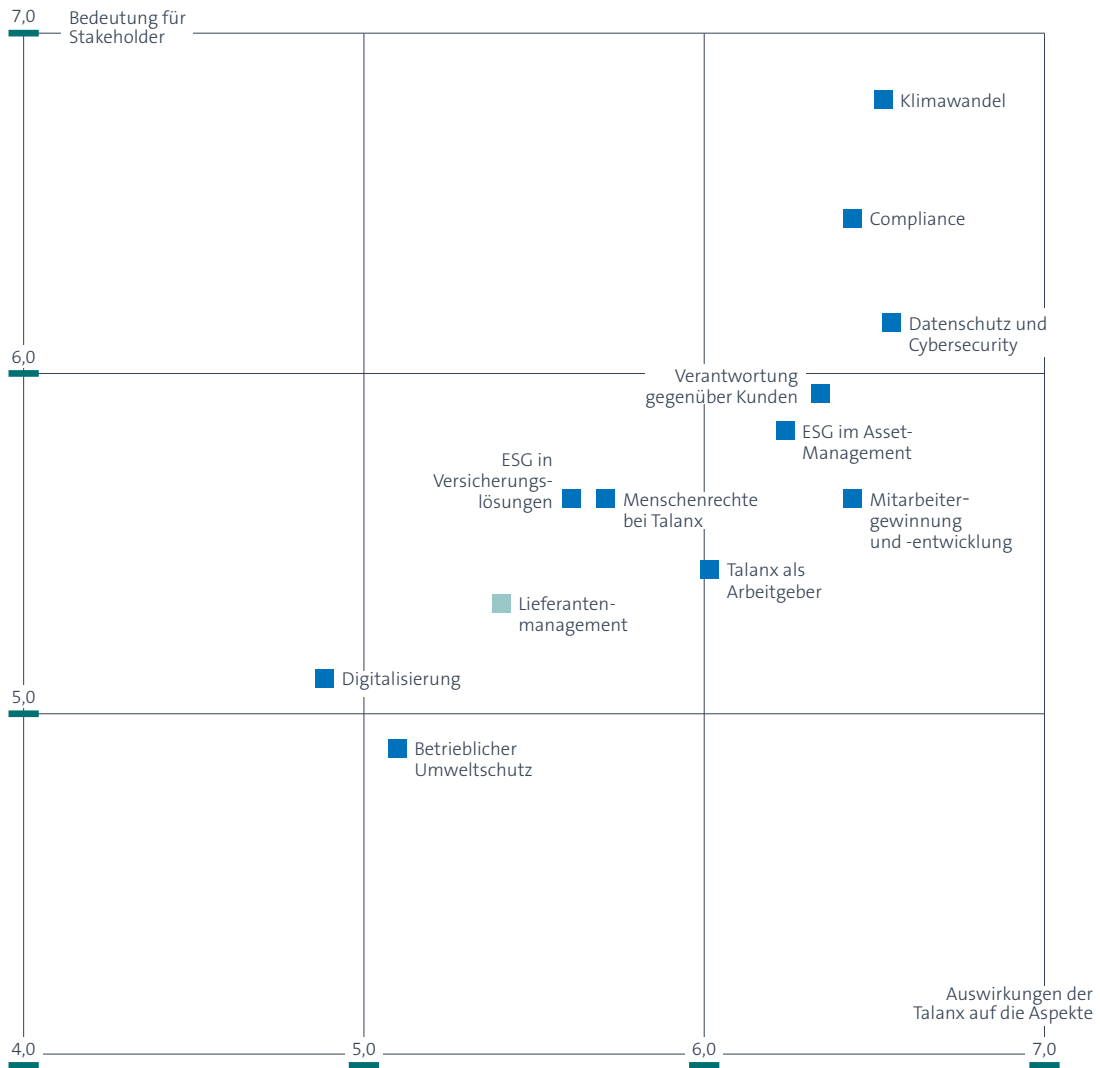 7,0
Bedeutung für
Stakeholder
Klimawandel
Compliance
Datenschutz und
Cybersecurity
6,0
Verantwortung
gegenüber Kunden
ESG im Asset-
Management
ESG in
Versicherungs-
lösungen
Menschenrechte
bei Talanx
Mitarbeiter-
gewinnung
und -entwicklung
Talanx als
Arbeitgeber
Lieferanten-
management
Digitalisierung
5,0
Betrieblicher
Umweltschutz
Auswirkungen der
Talanx auf die Aspekte
4,0 5,0 6,0 7,0